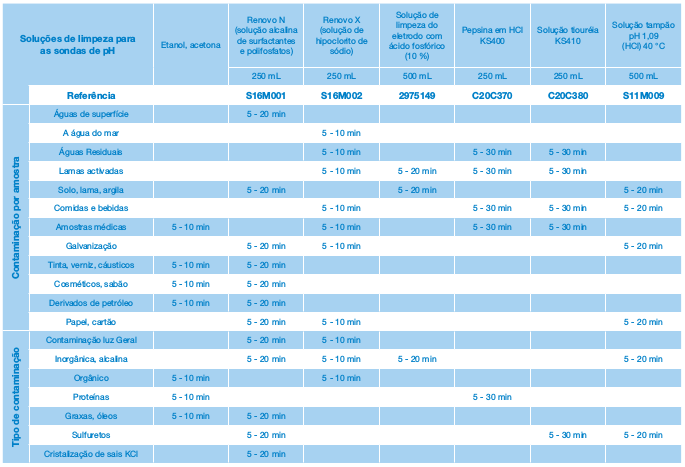 Soluções de limpeza para as sondas de pH | Etanol, acetona | Renovo N (solução alcalina de surfactantes e polifosfatos) | Renovo X (solução de hipoclorito de sódio) | Solução de limpeza do eletrodo com ácido fosfórico (10 %) | Pepsina em HCl KS400 | Solução tiouréia KS410 | Solução tampão pH 1,09 (HCl) 40 °C
250 mL | 250 mL | 500 mL | 250 mL | 250 mL | 500 mL
Referência | S16M001 | S16M002 | 2975149 | C20C370 | C20C380 | S11M009
Contaminação por amostra
Águas de superfície | 5 - 20 min
A água do mar | 5 - 10 min
Águas Residuais | 5 - 10 min | 5 - 30 min | 5 - 30 min
Lamas activadas | 5 - 10 min | 5 - 20 min | 5 - 30 min | 5 - 30 min
Solo, lama, argila | 5 - 20 min | 5 - 20 min | 5 - 20 min
Comidas e bebidas | 5 - 10 min | 5 - 30 min | 5 - 30 min | 5 - 20 min
Amostras médicas | 5 - 10 min | 5 - 10 min | 5 - 30 min | 5 - 30 min
Galvanização | 5 - 20 min | 5 - 10 min | 5 - 20 min
Tinta, verniz, cáusticos | 5 - 10 min | 5 - 20 min
Cosméticos, sabão | 5 - 10 min | 5 - 20 min
Derivados de petróleo | 5 - 10 min | 5 - 20 min
Papel, cartão | 5 - 20 min | 5 - 10 min | 5 - 20 min
Tipo de contaminação
Contaminação luz Geral | 5 - 20 min | 5 - 10 min
Inorgânica, alcalina | 5 - 20 min | 5 - 10 min | 5 - 20 min | 5 - 20 min
Orgânico | 5 - 10 min | 5 - 10 min
Proteínas | 5 - 10 min | 5 - 30 min
Graxas, óleos | 5 - 10 min | 5 - 20 min
Sulfuretos | 5 - 20 min | 5 - 30 min | 5 - 20 min
Cristalização de sais KCl | 5 - 20 min